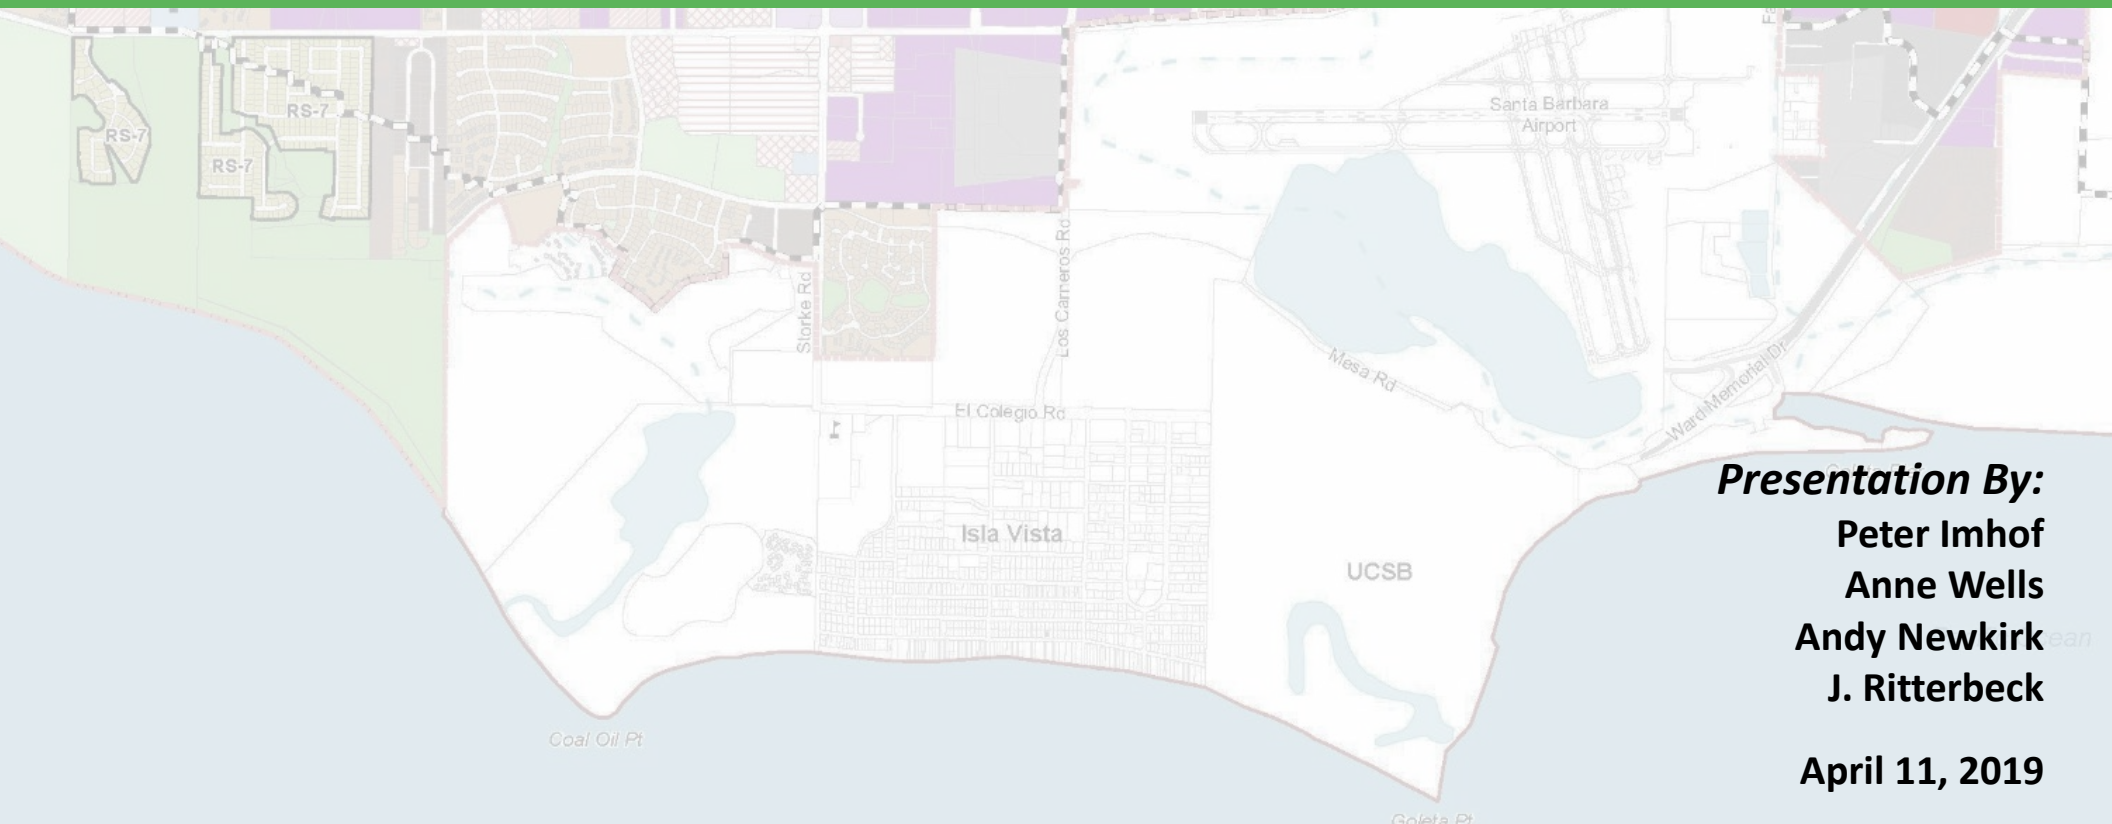 RS-7
RS-7
RS-7
Santa Barbara
Airport
Los Carneros Rd
Storke Rd
Mesa Rd
Ward Memorial Dr
El Colegio Rd
Isla Vista
UCSB
Coal Oil Pt
Goleta Pt
Presentation By:
Peter Imhof
Anne Wells
Andy Newkirk
J. Ritterbeck
April 11, 2019